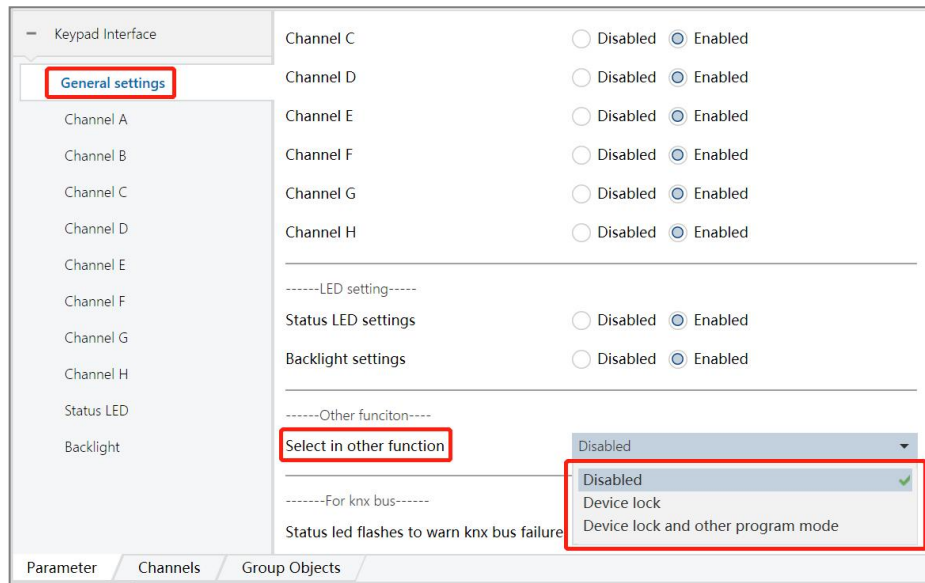 Keypad Interface
General settings
Channel A
Channel B
Channel C
Channel D
Channel E
Channel F
Channel G
Channel H
Status LED
Backlight
Channel C Disabled Enabled
Channel D Disabled Enabled
Channel E Disabled Enabled
Channel F Disabled Enabled
Channel G Disabled Enabled
Channel H Disabled Enabled
------LED setting-----
Status LED settings Disabled Enabled
Backlight settings Disabled Enabled
------Other funciton----
Select in other function Disabled
Disabled
Device lock
Device lock and other program mode
-------For knx bus------
Status led flashes to warn knx bus failure
Parameter Channels Group Objects